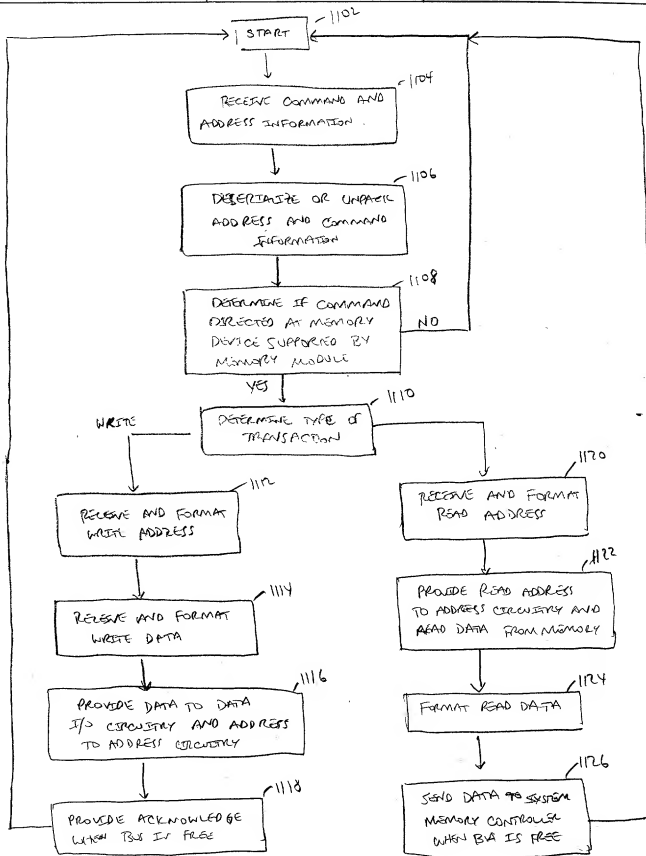 1102
START
1104
RECEIVE COMMAND AND
ADDRESS INFORMATION.
1106
DESERIALIZE OR UNPACK
ADDRESS AND COMMAND
INFORMATION
1108
DETERMINE IF COMMAND
DIRECTED AT MEMORY
DEVICE SUPPORTED BY
MEMORY MODULE
NO
YES
1110
DETERMINE TYPE OF
TRANSACTION
WRITE
1112
RECEIVE AND FORMAT
WRITE ADDRESS
1114
RECEIVE AND FORMAT
WRITE DATA
1116
PROVIDE DATA TO DATA
I/O CIRCUITRY AND ADDRESS
TO ADDRESS CIRCUITRY
1118
PROVIDE ACKNOWLEDGE
WHEN BUS IS FREE
1120
RECEIVE AND FORMAT
READ ADDRESS
1122
PROVIDE READ ADDRESS
TO ADDRESS CIRCUITRY AND
READ DATA FROM MEMORY
1124
FORMAT READ DATA
1126
SEND DATA TO SYSTEM
MEMORY CONTROLLER
WHEN BUS IS FREE